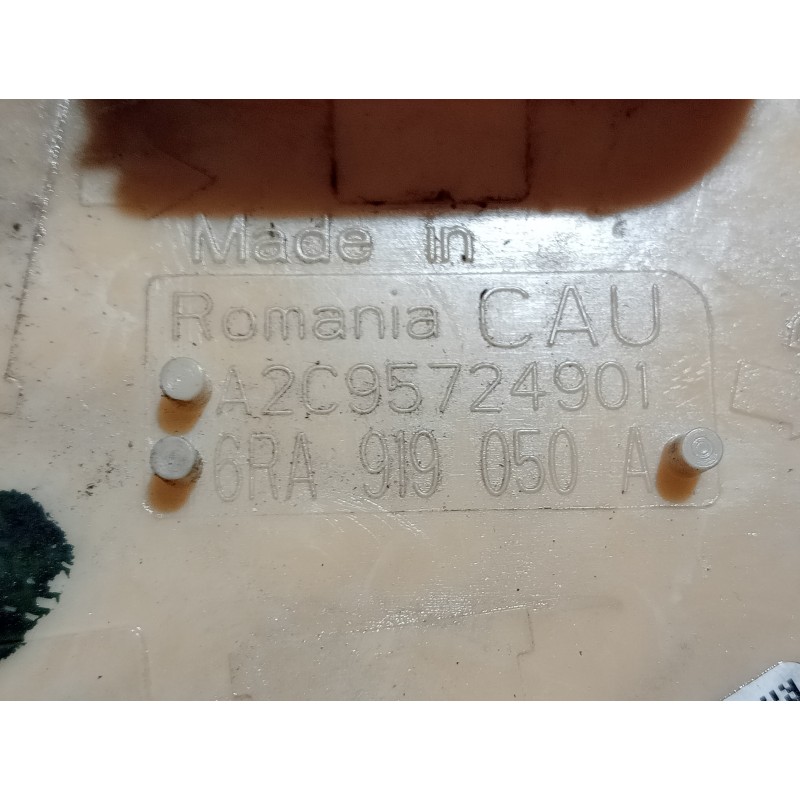 Made in
Romania CAU
A2C95724901
6RA 919 050 A